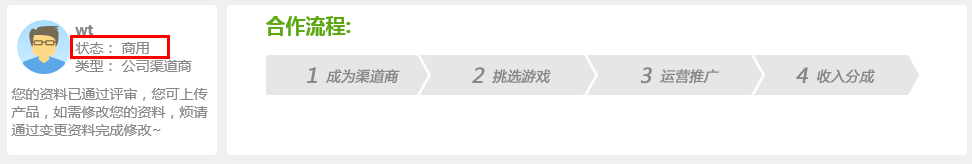 wt
状态： 商用
类型： 公司渠道商
您的资料已通过评审，您可上传
产品，如需修改您的资料，烦请
通过变更资料完成修改~
合作流程:
1 成为渠道商
2 挑选游戏
3 运营推广
4 收入分成